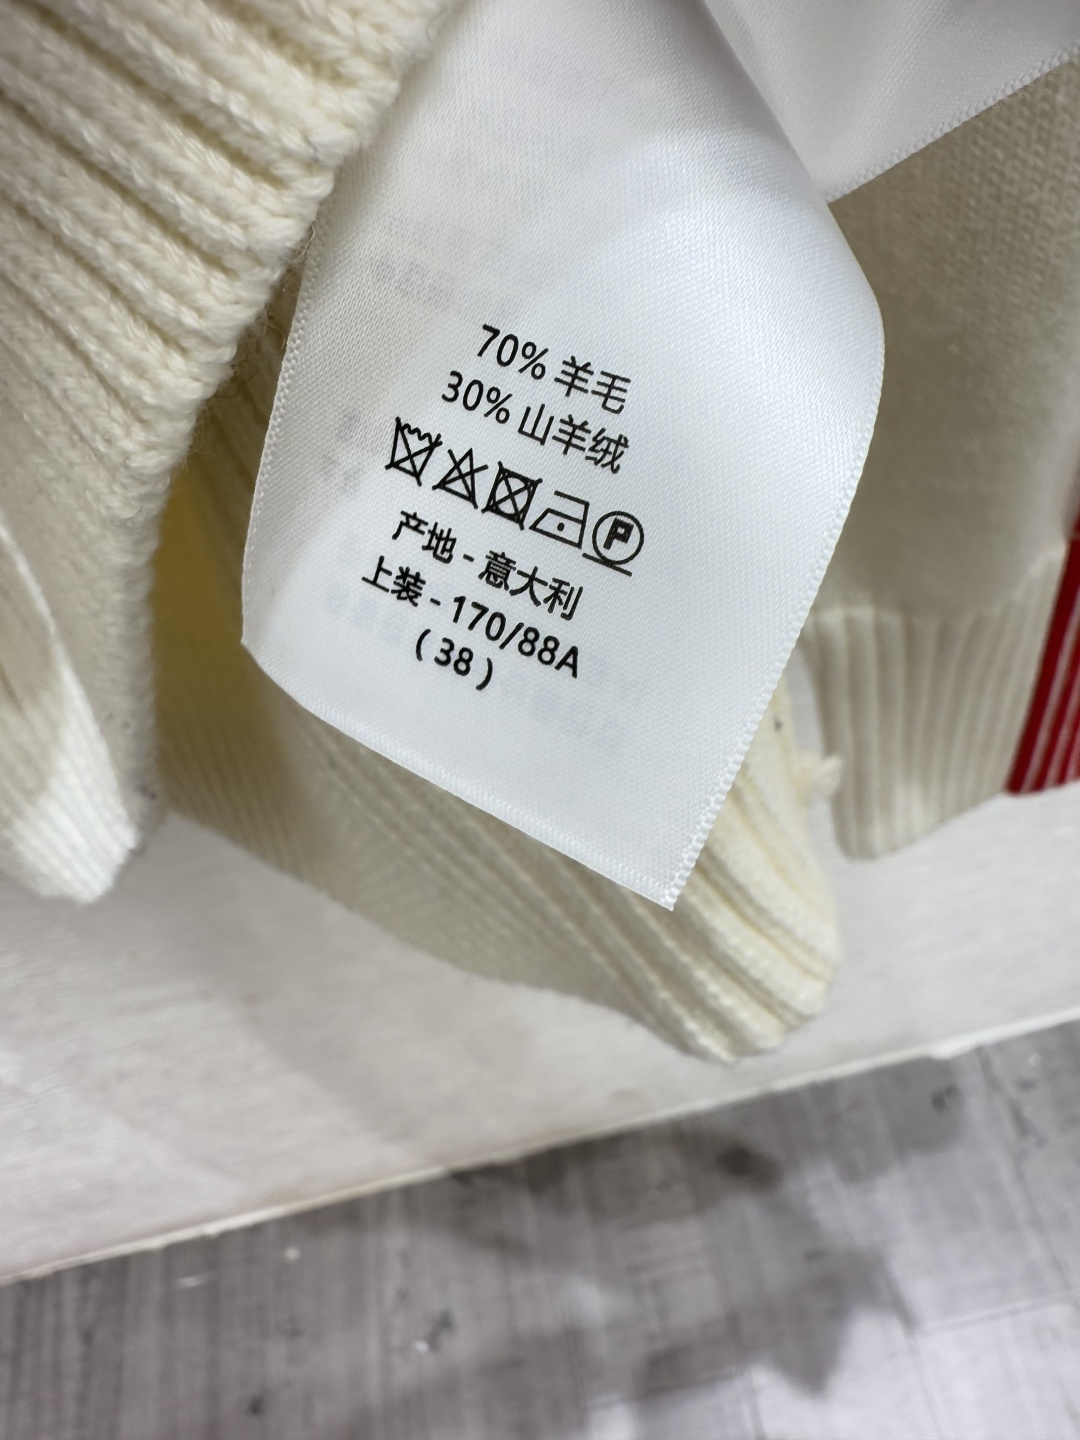 70% 羊毛
30% 山羊绒
P
产地 - 意大利
上装 - 170/88A
( 38 )